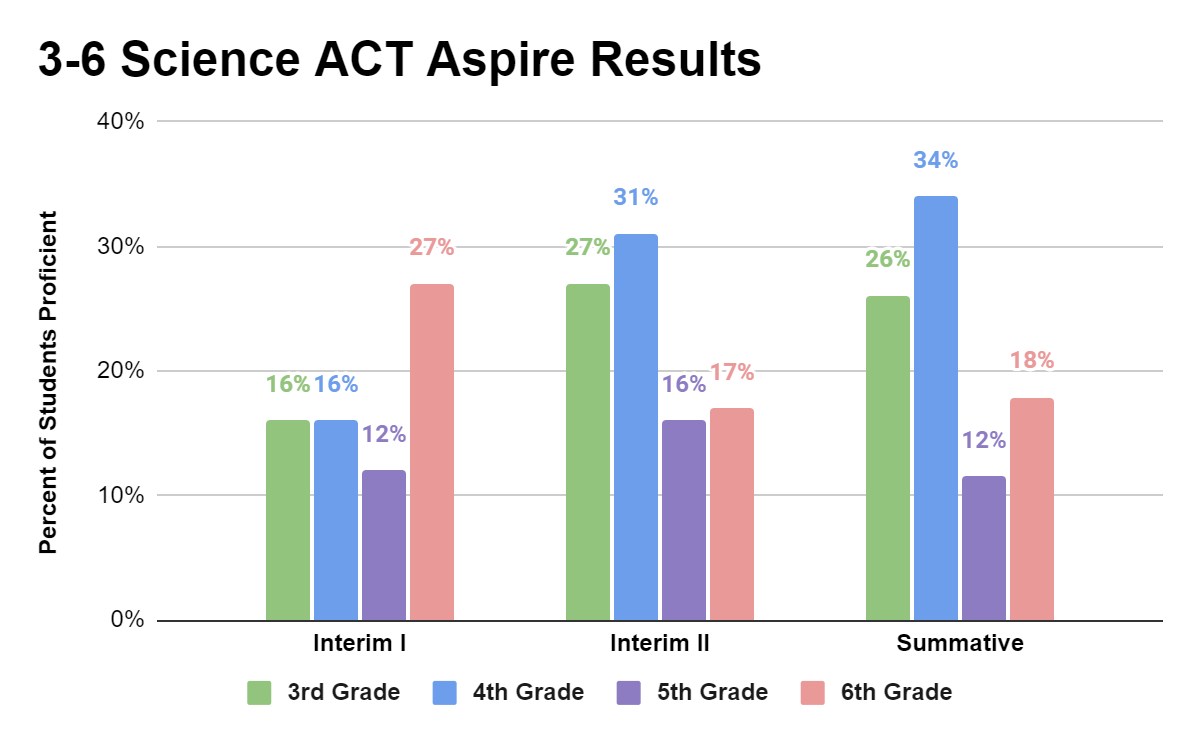 3-6 Science ACT Aspire Results
Percent of Students Proficient
40%
30%
20%
10%
0%
16% 16% 12% 27%
27% 31% 16% 17%
26% 34% 12% 18%
Interim I Interim II Summative
3rd Grade 4th Grade 5th Grade 6th Grade